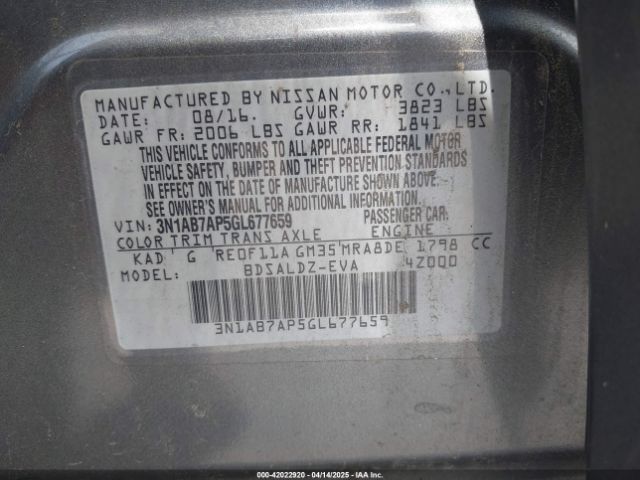 MANUFACTURED BY NISSAN MOTOR CO., LTD.
DATE: 08/16. GVWR: 3823 LBS
GAWR FR: 2006 LBS GAWR RR: 1841 LBS
THIS VEHICLE CONFORMS TO ALL APPLICABLE FEDERAL MOTOR
VEHICLE SAFETY, BUMPER AND THEFT PREVENTION STANDARDS
IN EFFECT ON THE DATE OF MANUFACTURE SHOWN ABOVE.
SEE OWNER'S MANUAL FOR ADDITIONAL INFORMATION.
VIN: 3N1AB7AP5GL677659 PASSENGER CAR
COLOR TRIM TRANS AXLE ENGINE
KAD G RE0F11A GM35 MRA8DE 1798 CC
MODEL: BDSALDZ-EVA 4Z000
3N1AB7AP5GL677659
000-42022920 - 04/14/2025 - IAAI.com